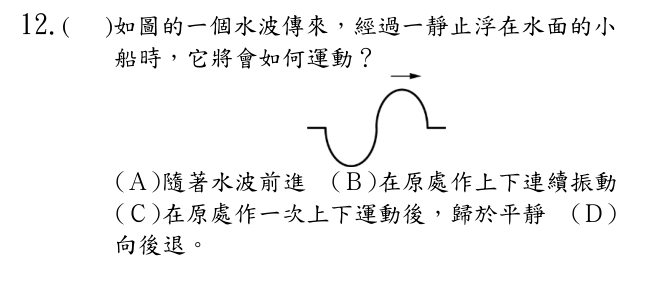 12.(　)如圖的一個水波傳來，經過一靜止浮在水面的小
船時，它將會如何運動？
(A)隨著水波前進　(B)在原處作上下連續振動
(C)在原處作一次上下運動後，歸於平靜　(D)
向後退。